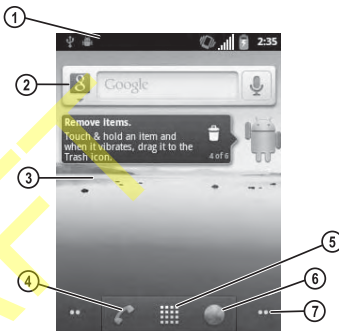 1
2:35
2
8 Google
Remove items.
Touch & hold an item and
when it vibrates, drag it to the
Trash icon.
4 of 6
3
4
5
6
7